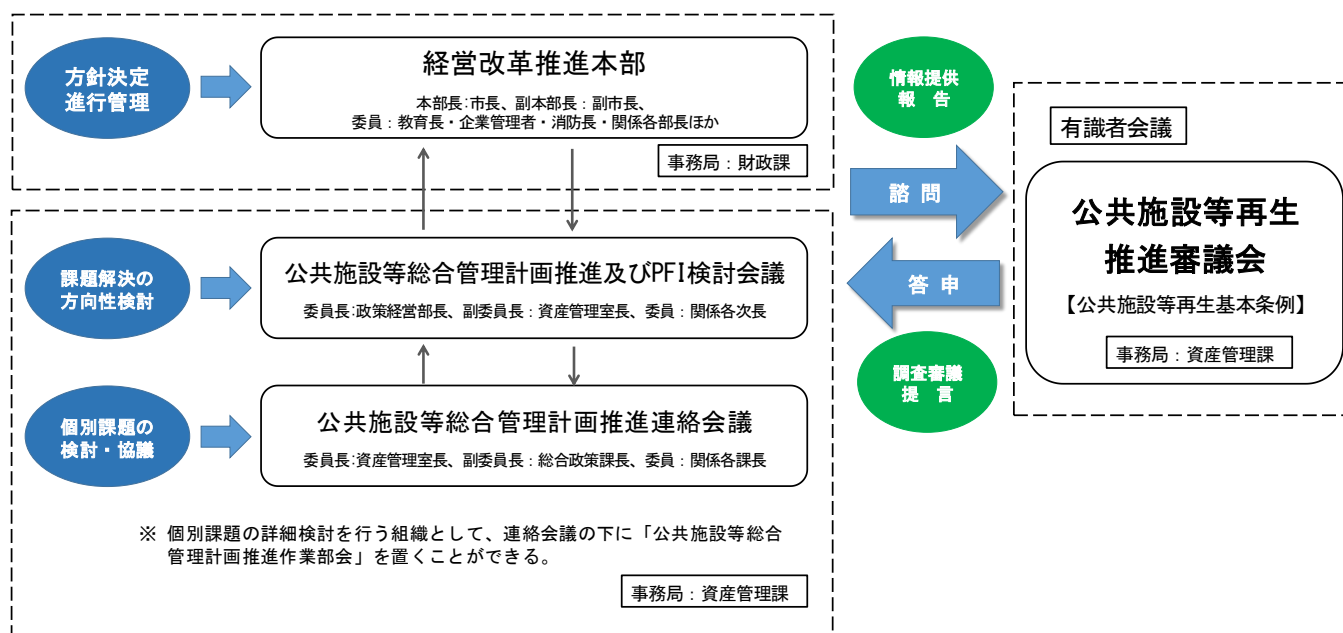 方針決定
進行管理
経営改革推進本部
本部長:市長、副本部長：副市長、
委員：教育長・企業管理者・消防長・関係各部長ほか
事務局：財政課
課題解決の
方向性検討
公共施設等総合管理計画推進及びPFI検討会議
委員長:政策経営部長、副委員長：資産管理室長、委員：関係各次長
個別課題の
検討・協議
公共施設等総合管理計画推進連絡会議
委員長:資産管理室長、副委員長：総合政策課長、委員：関係各課長
※ 個別課題の詳細検討を行う組織として、連絡会議の下に「公共施設等総合
管理計画推進作業部会」を置くことができる。
事務局：資産管理課
情報提供
報　告
諮 問
答 申
調査審議
提　言
有識者会議
公共施設等再生
推進審議会
【公共施設等再生基本条例】
事務局：資産管理課